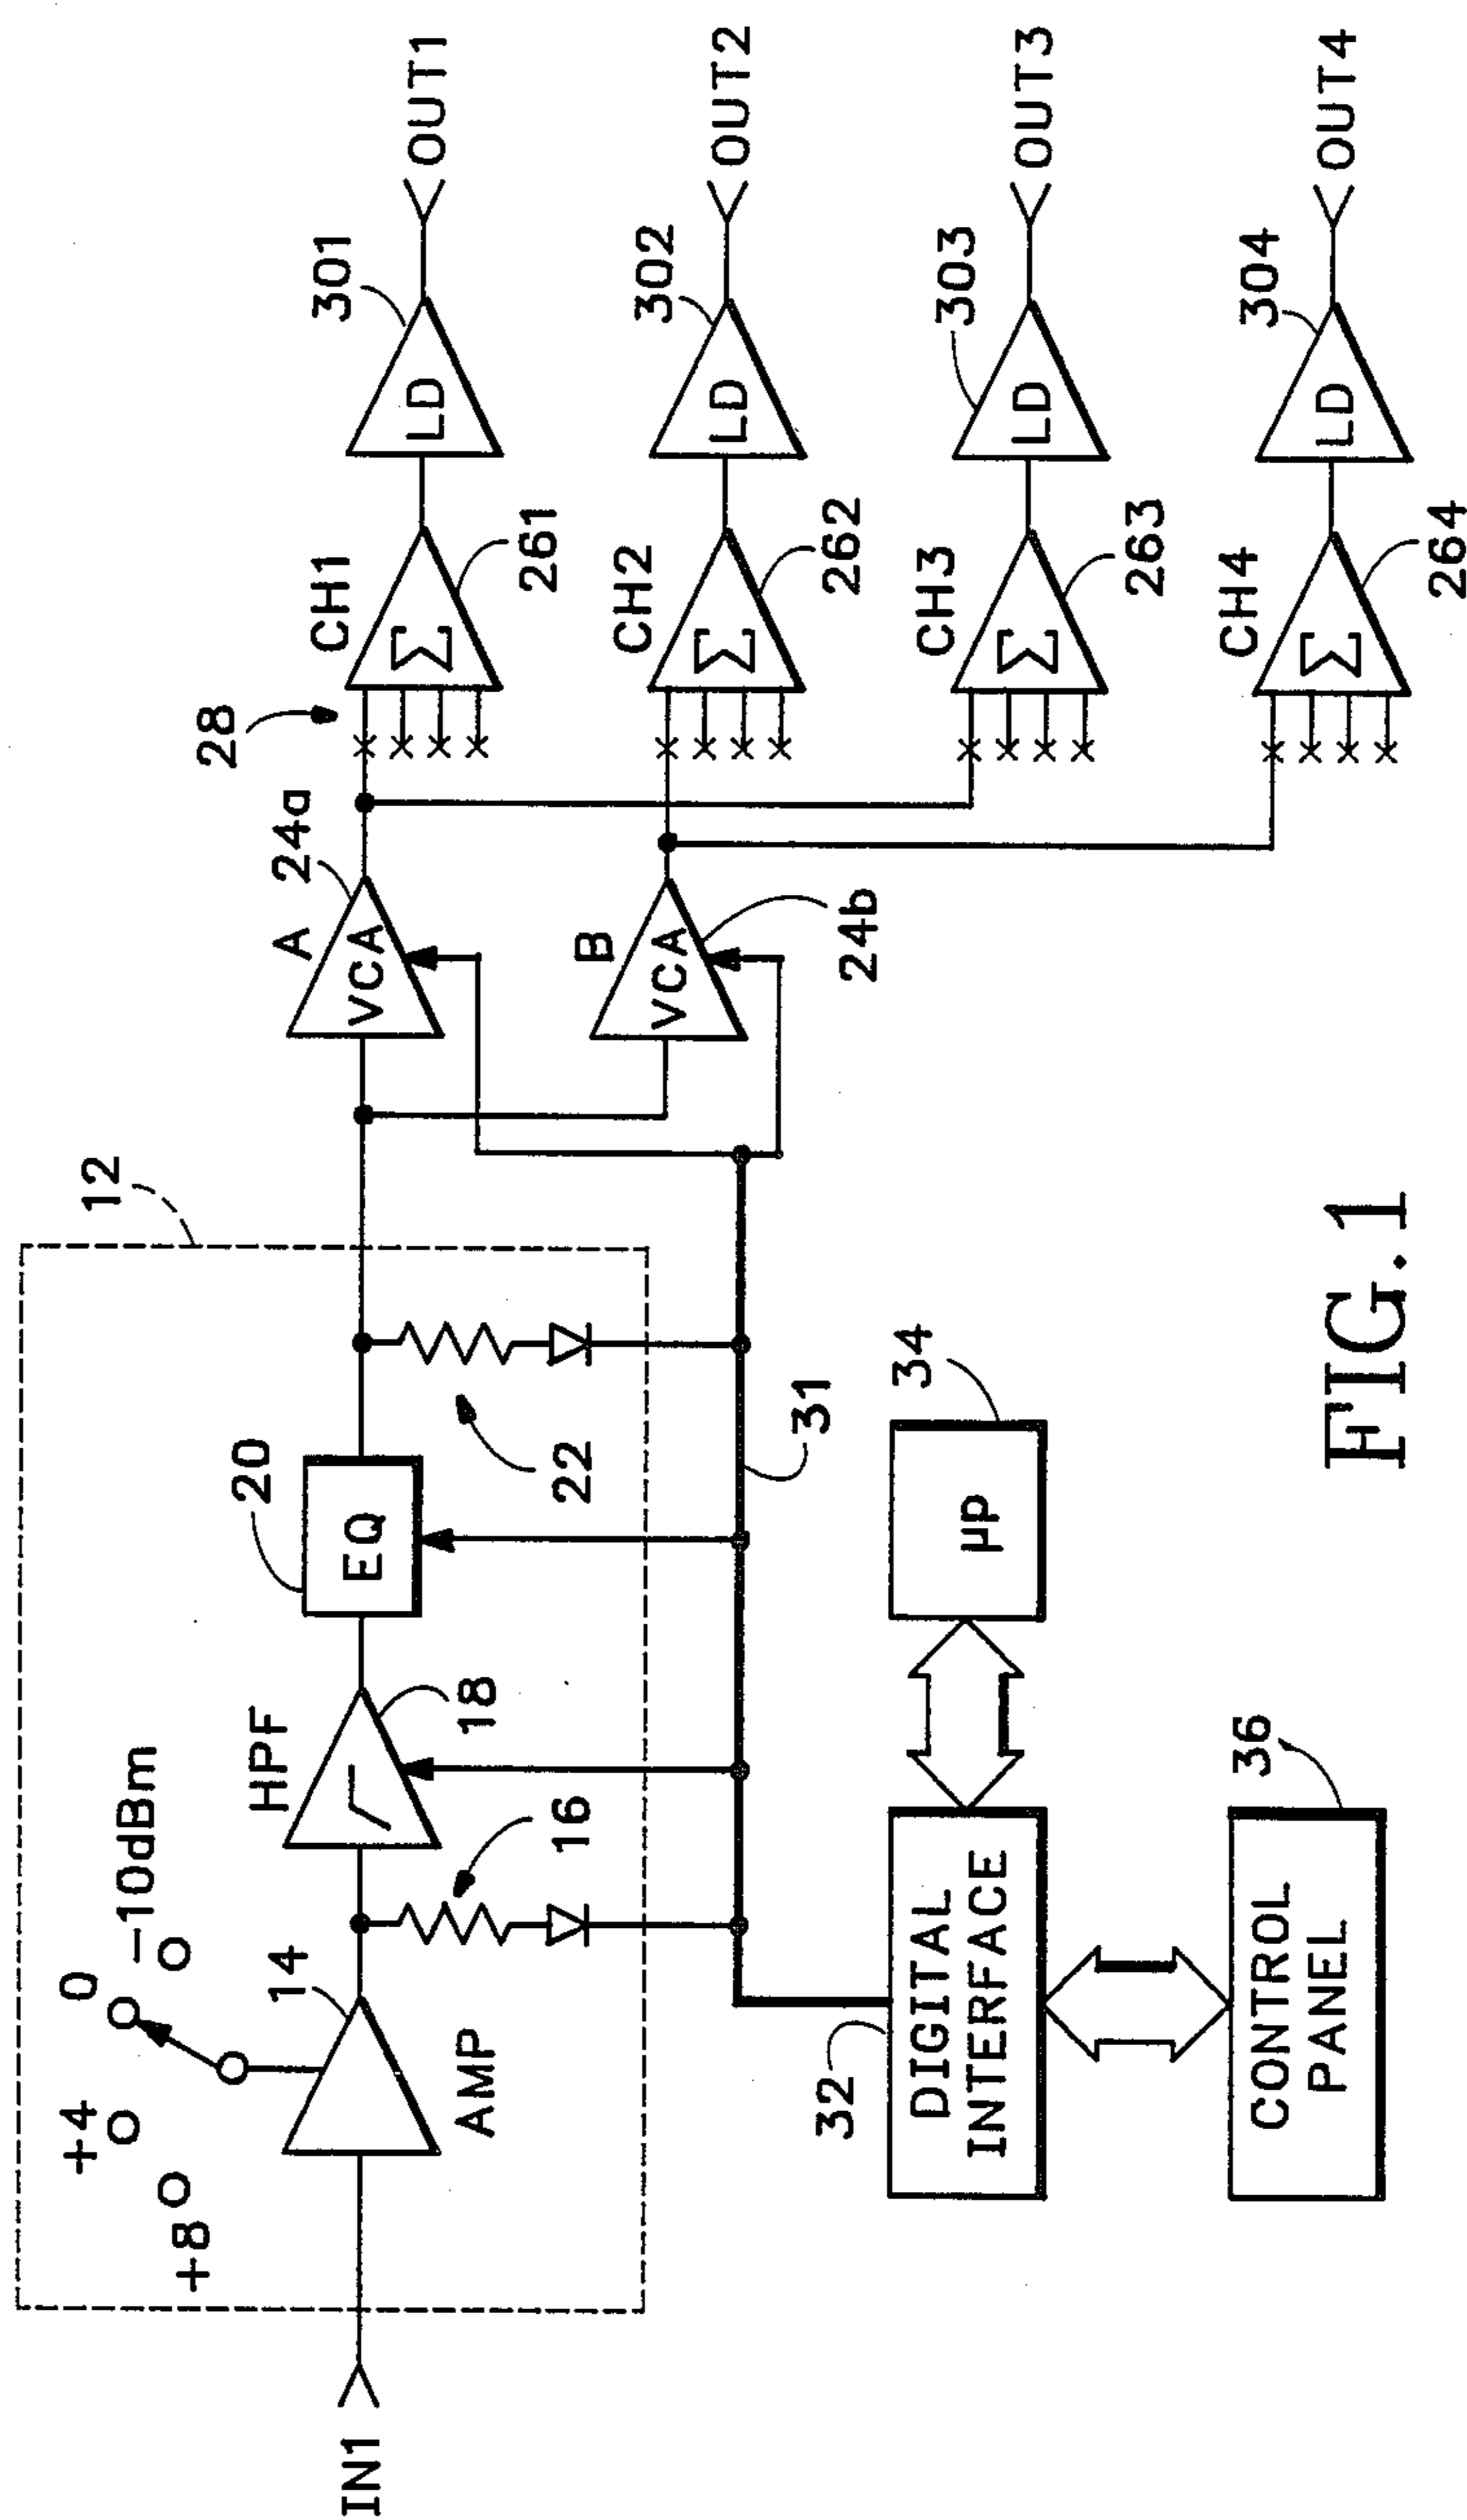 12
+8
+4
0
-10dBm
14
AMP
16
HPF
18
20
EQ
22
IN1
A
VCA
24a
B
VCA
24b
28
CH1
Σ
261
LD
301
OUT1
CH2
Σ
262
LD
302
OUT2
CH3
Σ
263
LD
303
OUT3
CH4
Σ
264
LD
304
OUT4
31
32
DIGITAL
INTERFACE
34
μp
36
CONTROL
PANEL
FIG. 1